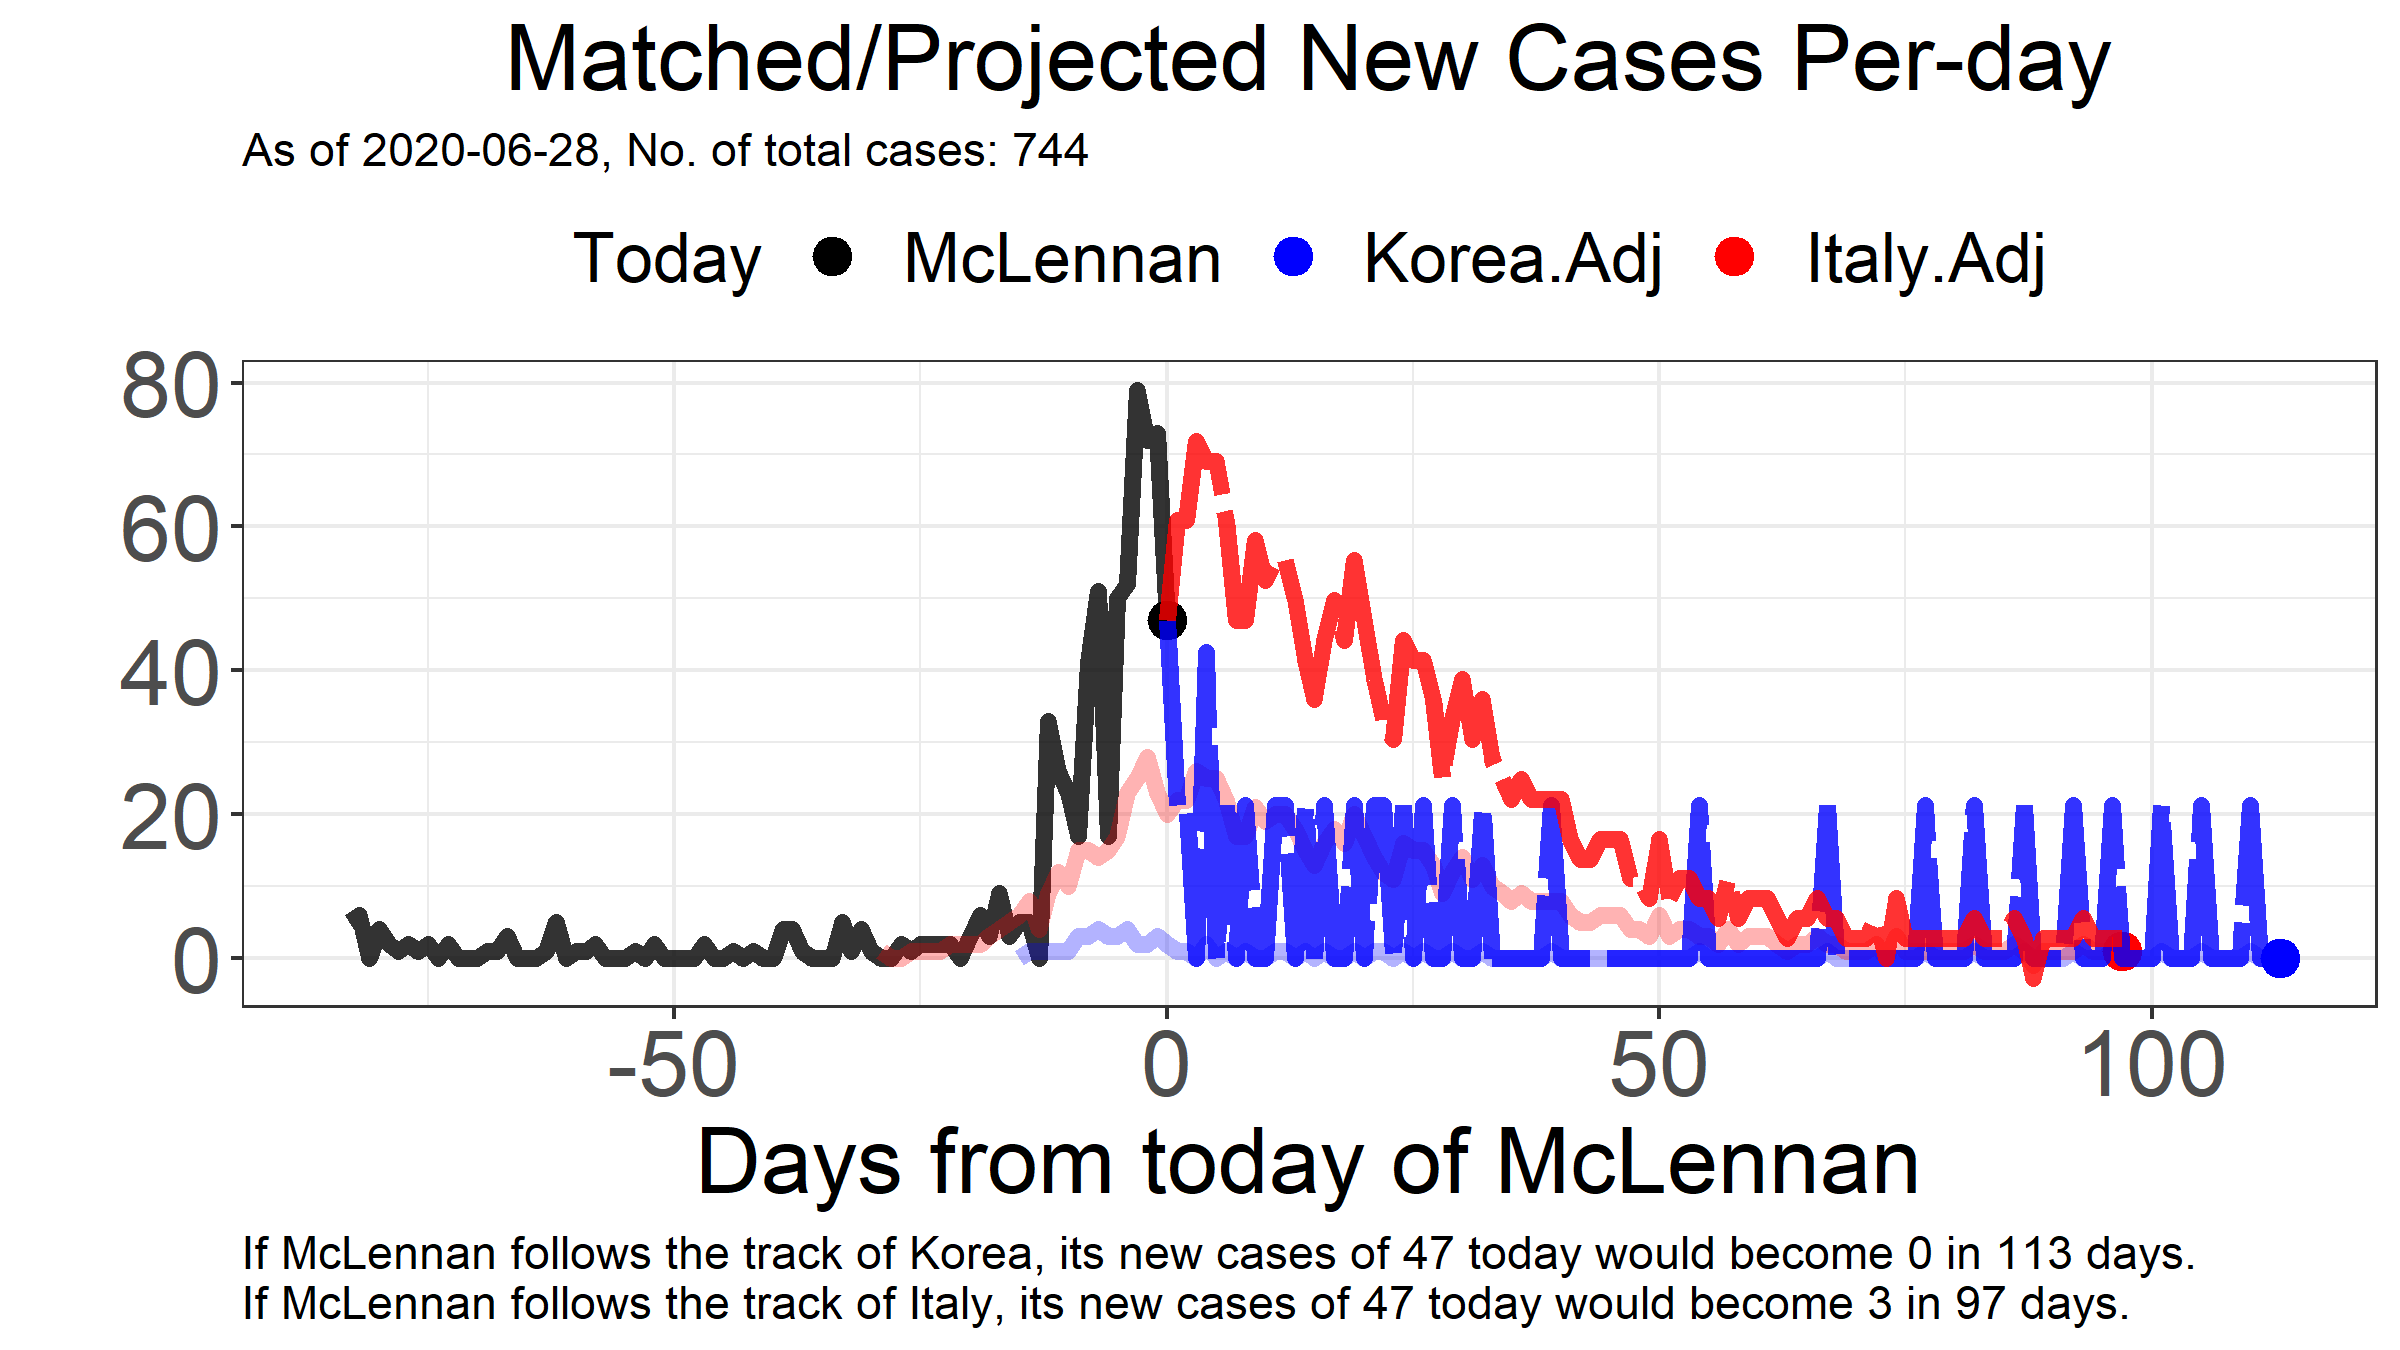 Matched/Projected New Cases Per-day
As of 2020-06-28, No. of total cases: 744
Today McLennan Korea.Adj Italy.Adj
80
60
40
20
0
-50 0 50 100
Days from today of McLennan
If McLennan follows the track of Korea, its new cases of 47 today would become 0 in 113 days.
If McLennan follows the track of Italy, its new cases of 47 today would become 3 in 97 days.